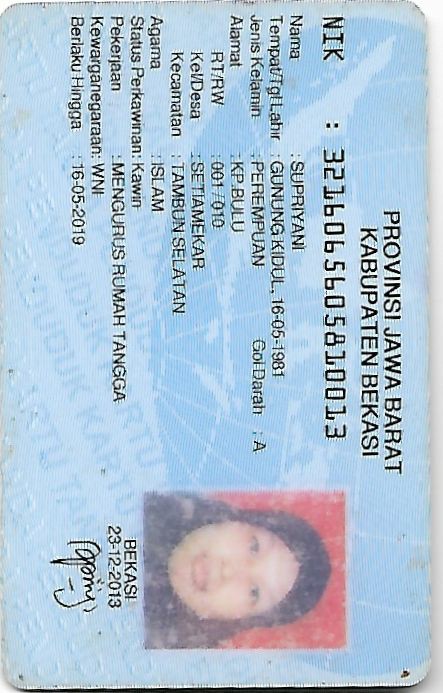 PROVINSI JAWA BARAT
KABUPATEN BEKASI
NIK : 3216065605810013
Nama : SUPRIYANI
Tempat/Tgl Lahir : GUNUNG KIDUL, 16-05-1981
Jenis Kelamin : PEREMPUAN Gol.Darah : A
Alamat : KP.BULU
RT/RW : 001 / 010
Kel/Desa : SETIAMEKAR
Kecamatan : TAMBUN SELATAN
Agama : ISLAM
Status Perkawinan: Kawin
Pekerjaan : MENGURUS RUMAH TANGGA
Kewarganegaraan: WNI
Berlaku Hingga : 16-05-2019
BEKASI
23-12-2013